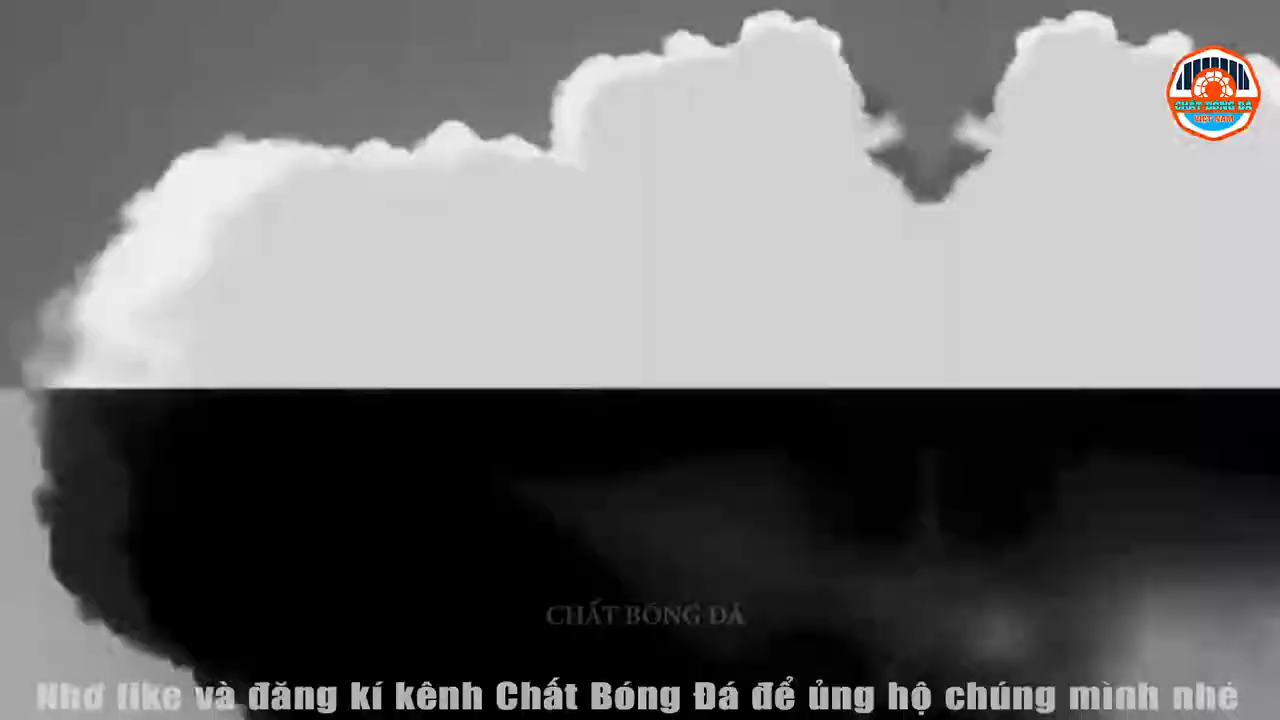 CHẤT BÓNG ĐÁ
VIỆT NAM
CHẤT BÓNG ĐÁ
Nhớ like và đăng kí kênh Chất Bóng Đá để ủng hộ chúng mình nhé